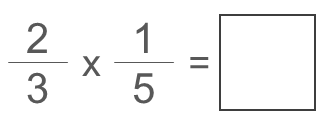 2/3 x 1/5 =